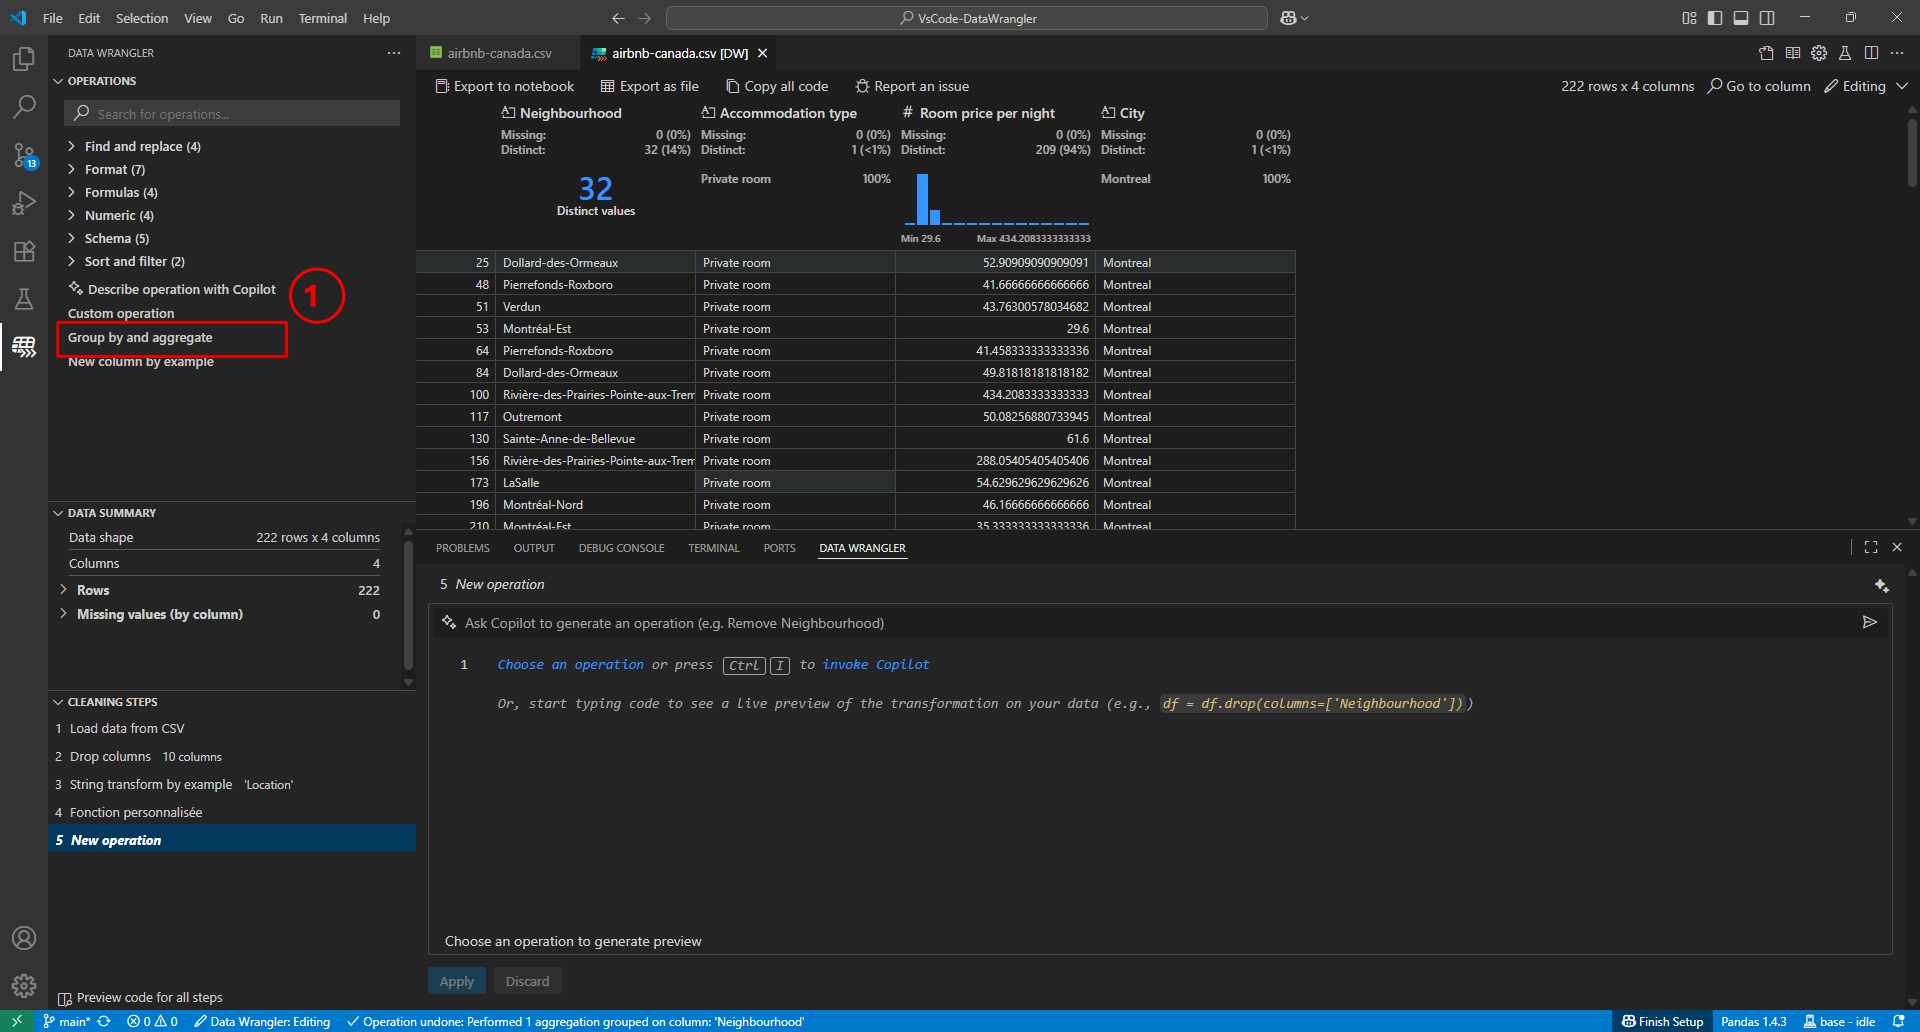 File Edit Selection View Go Run Terminal Help
VsCode-DataWrangler
DATA WRANGLER
airbnb-canada.csv
airbnb-canada.csv [DW]
OPERATIONS
Search for operations...
Find and replace (4)
Format (7)
Formulas (4)
Numeric (4)
Schema (5)
Sort and filter (2)
Describe operation with Copilot
1
Custom operation
Group by and aggregate
New column by example
Export to notebook Export as file Copy all code Report an issue 222 rows x 4 columns Go to column Editing
Neighbourhood # Accommodation type Room price per night City
Missing: 0 (0%) Missing: 0 (0%) Missing: 0 (0%) Missing: 0 (0%)
Distinct: 32 (14%) Distinct: 1 (<1%) Distinct: 209 (94%) Distinct: 1 (<1%)
32
Distinct values
Private room 100%
Min 29.6 Max 434.2083333333333
Montreal 100%
25 Dollard-des-Ormeaux Private room 52.90909090909091 Montreal
48 Pierrefonds-Roxboro Private room 41.66666666666666 Montreal
51 Verdun Private room 43.76300578034682 Montreal
53 Montréal-Est Private room 29.6 Montreal
64 Pierrefonds-Roxboro Private room 41.458333333333336 Montreal
84 Dollard-des-Ormeaux Private room 49.81818181818182 Montreal
100 Rivière-des-Prairies-Pointe-aux-Trem Private room 434.2083333333333 Montreal
117 Outremont Private room 50.08256880733945 Montreal
130 Sainte-Anne-de-Bellevue Private room 61.6 Montreal
156 Rivière-des-Prairies-Pointe-aux-Trem Private room 288.05405405405406 Montreal
173 LaSalle Private room 54.629629629629626 Montreal
196 Montréal-Nord Private room 46.16666666666666 Montreal
210 Montréal-Est Private room 35.333333333333336 Montreal
DATA SUMMARY
Data shape 222 rows x 4 columns
Columns 4
Rows 222
Missing values (by column) 0
CLEANING STEPS
1 Load data from CSV
2 Drop columns 10 columns
3 String transform by example 'Location'
4 Fonction personnalisée
5 New operation
Preview code for all steps
PROBLEMS OUTPUT DEBUG CONSOLE TERMINAL PORTS DATA WRANGLER
5 New operation
Ask Copilot to generate an operation (e.g. Remove Neighbourhood)
1 Choose an operation or press Ctrl I to invoke Copilot
Or, start typing code to see a live preview of the transformation on your data (e.g., df = df.drop(columns=['Neighbourhood']))
Choose an operation to generate preview
Apply Discard
13
main* 0 0 Data Wrangler: Editing Operation undone: Performed 1 aggregation grouped on column: 'Neighbourhood' Finish Setup Pandas 1.4.3 base - idle